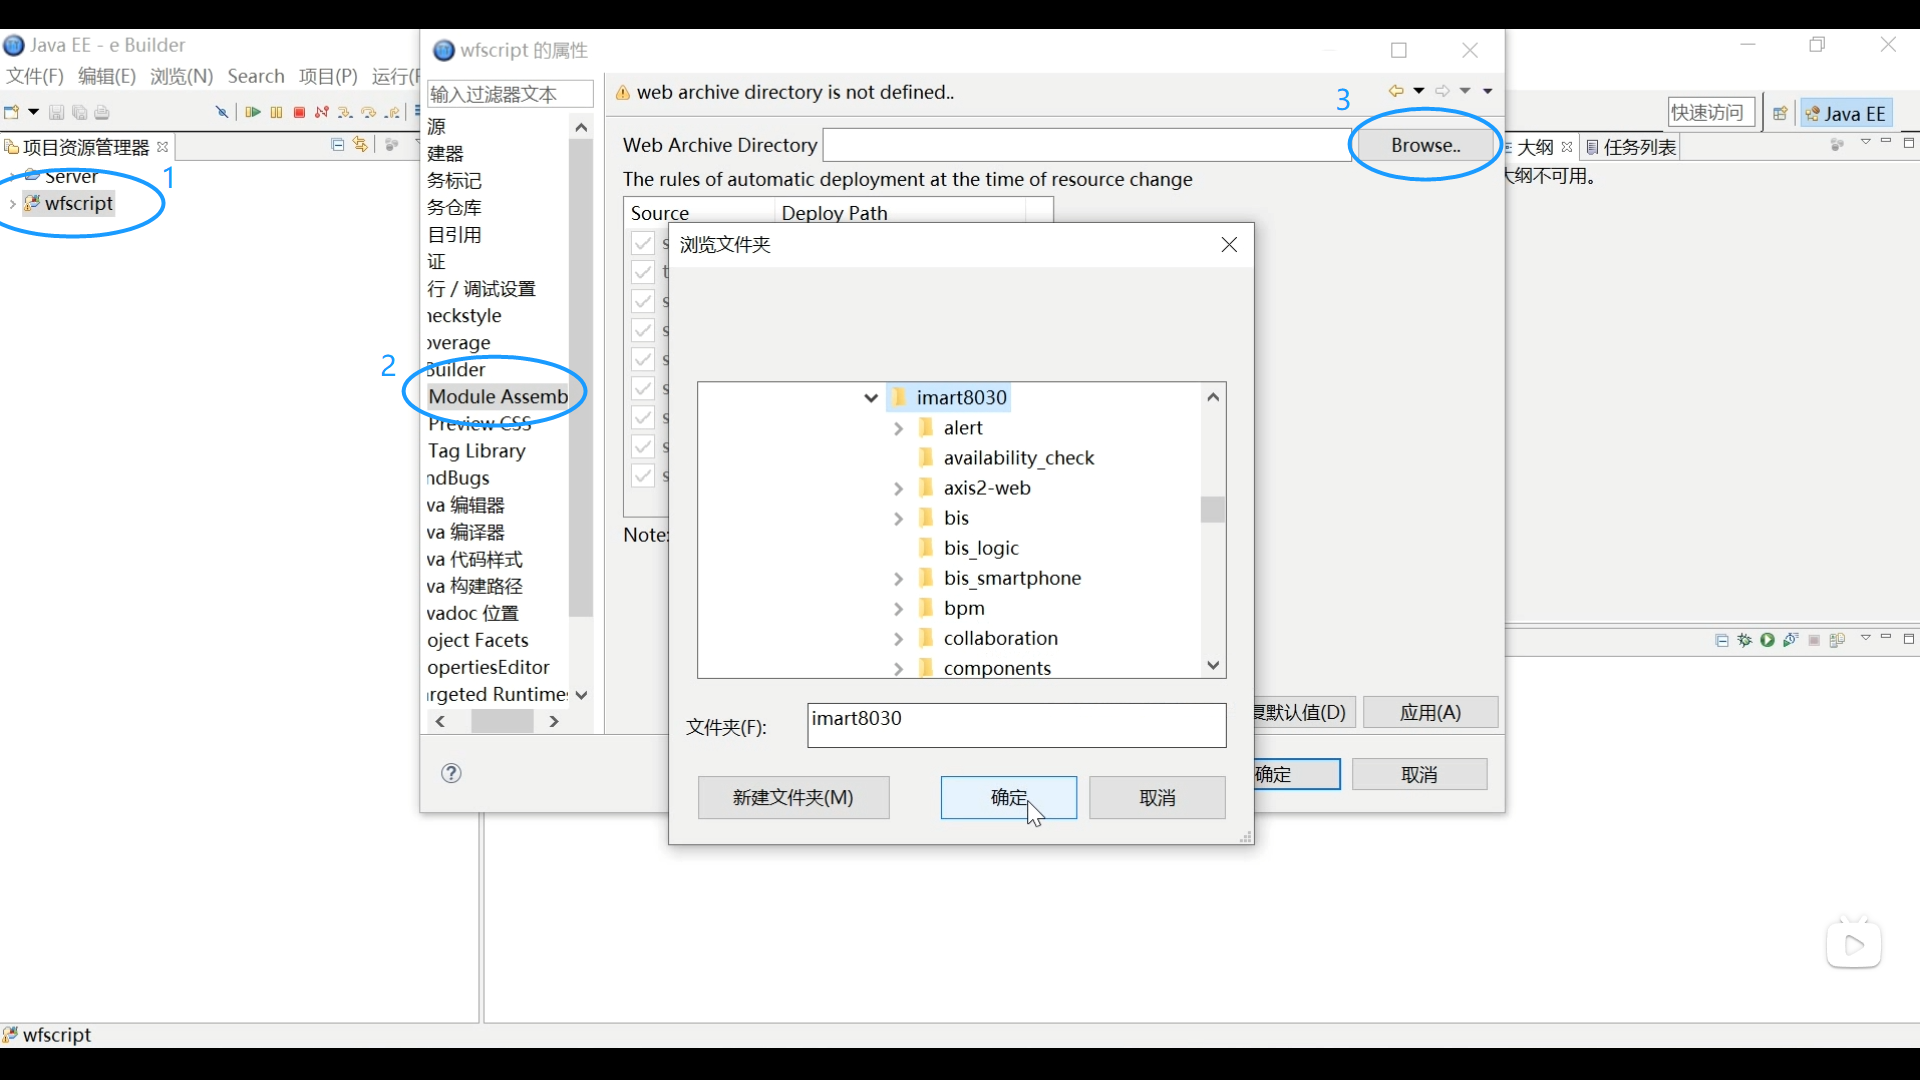 Java EE - e Builder
文件(F) 编辑(E) 浏览(N) Search 项目(P) 运行(
项目资源管理器
Server
1
wfscript
2
wfscript 的属性
输入过滤器文本
源
建器
务标记
务仓库
目引用
证
行 / 调试设置
heckstyle
overage
Builder
Module Assemb
Preview CSS
Tag Library
ndBugs
va 编辑器
va 编译器
va 代码样式
va 构建路径
vadoc 位置
oject Facets
opertiesEditor
rgeted Runtime
web archive directory is not defined..
3
Web Archive Directory
Browse..
The rules of automatic deployment at the time of resource change
Source Deploy Path
s
t
s
s
s
s
s
s
s
Note:
浏览文件夹
imart8030
alert
availability_check
axis2-web
bis
bis_logic
bis_smartphone
bpm
collaboration
components
文件夹(F): imart8030
新建文件夹(M) 确定 取消
复默认值(D) 应用(A)
确定 取消
快速访问 Java EE
大纲 任务列表
大纲不可用。
wfscript